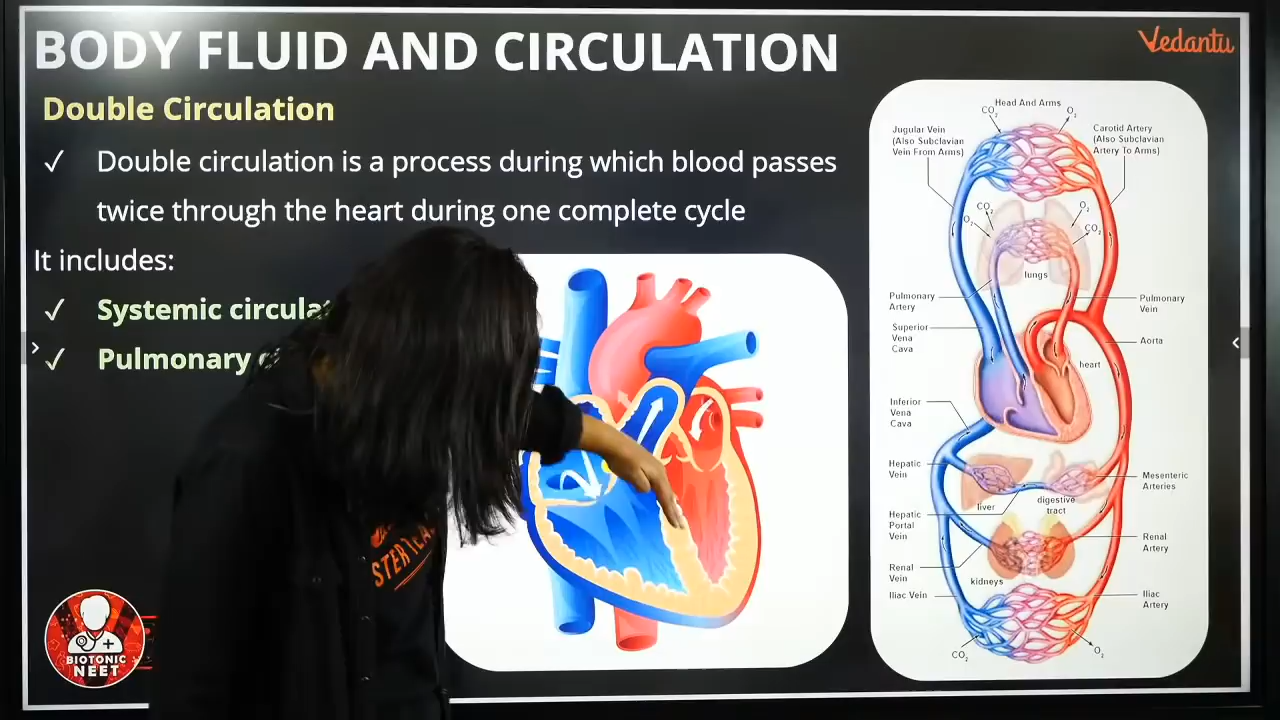 BODY FLUID AND CIRCULATION
Vedantu
Double Circulation
✓ Double circulation is a process during which blood passes
twice through the heart during one complete cycle
It includes:
✓ Systemic
✓ Pulmonary
BIOTONIC
NEET
Head And Arms
CO2
O2
Jugular Vein
(Also Subclavian
Vein From Arms)
Carotid Artery
(Also Subclavian
Artery To Arms)
CO2
O2
O2
CO2
lungs
Pulmonary
Artery
Pulmonary
Vein
Superior
Vena
Cava
Aorta
heart
Inferior
Vena
Cava
Hepatic
Vein
Mesenteric
Arteries
liver
digestive
tract
Hepatic
Portal
Vein
Renal
Artery
Renal
Vein
kidneys
Iliac Vein
Iliac
Artery
CO2
O2